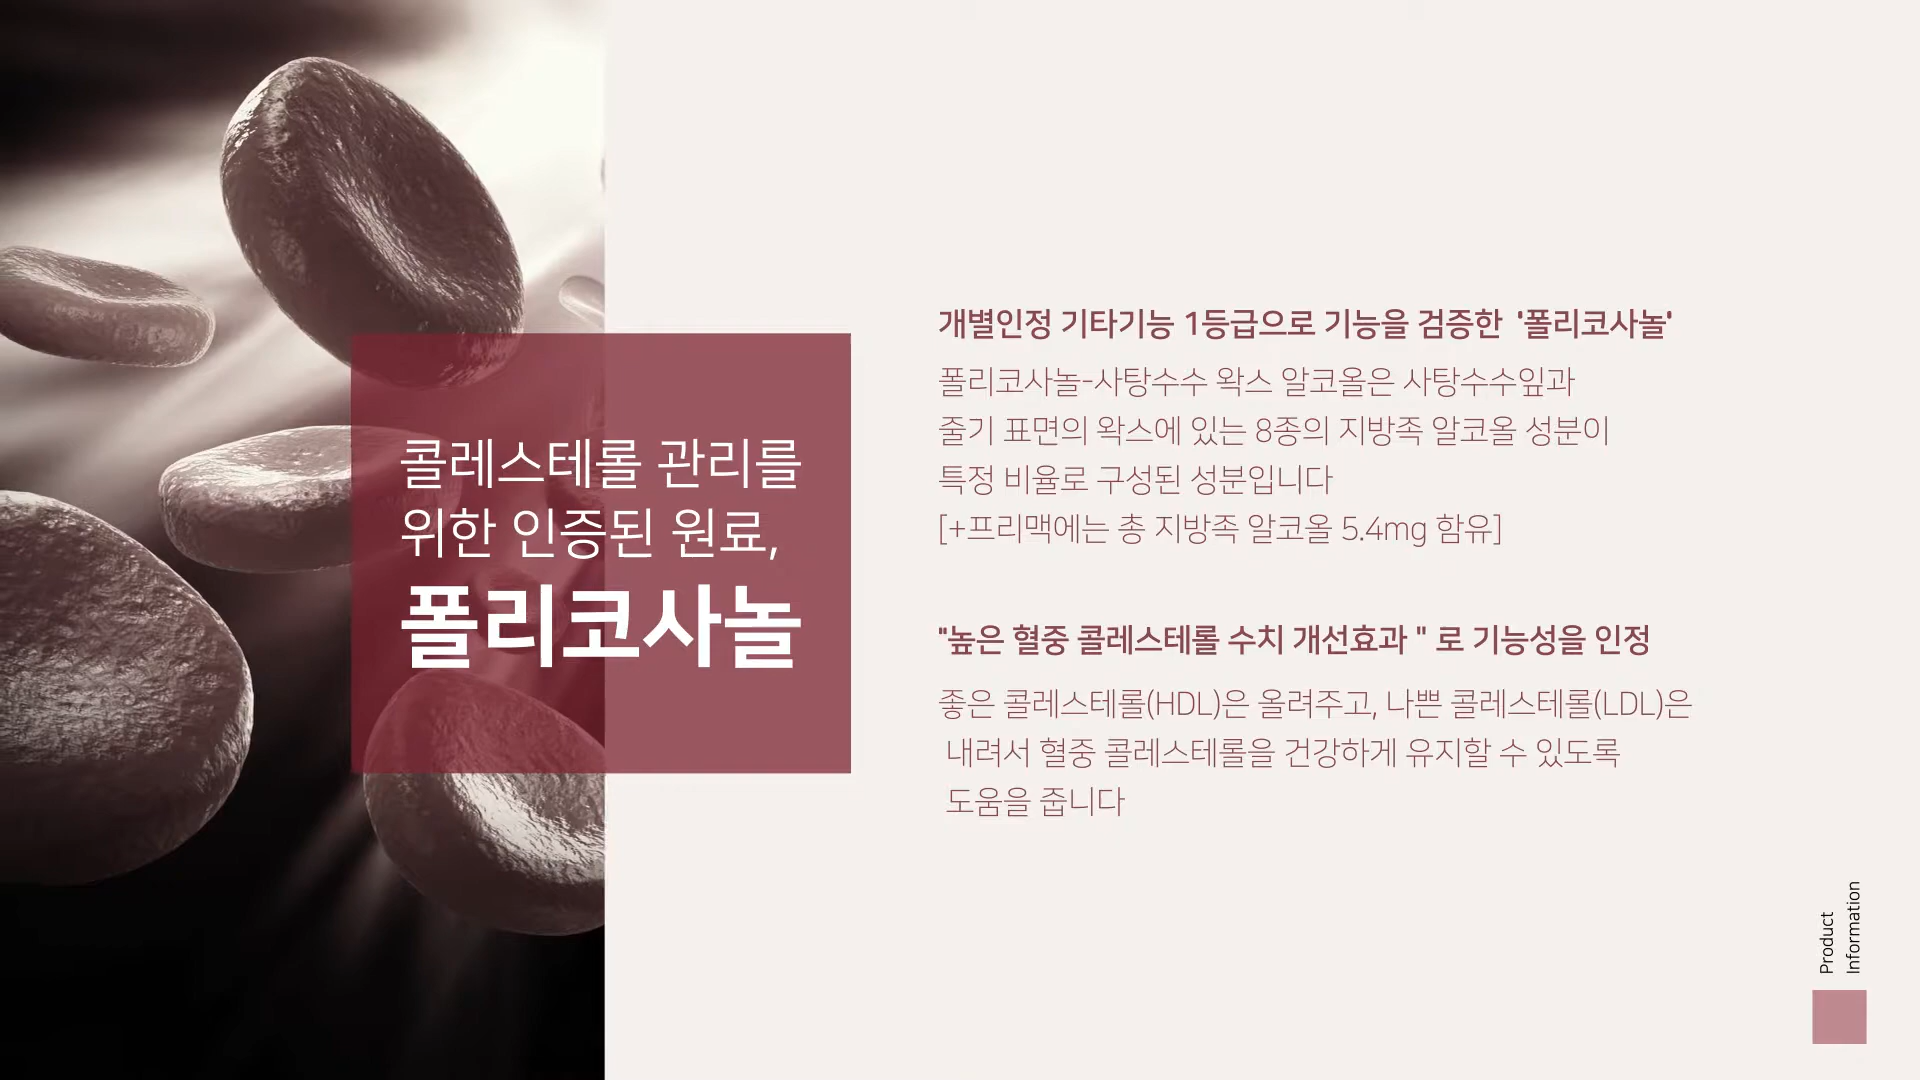 콜레스테롤 관리를
위한 인증된 원료,
폴리코사놀
개별인정 기타기능 1등급으로 기능을 검증한 '폴리코사놀'
폴리코사놀-사탕수수 왁스 알코올은 사탕수수잎과
줄기 표면의 왁스에 있는 8종의 지방족 알코올 성분이
특정 비율로 구성된 성분입니다
[+프리맥에는 총 지방족 알코올 5.4mg 함유]
"높은 혈중 콜레스테롤 수치 개선효과 " 로 기능성을 인정
좋은 콜레스테롤(HDL)은 올려주고, 나쁜 콜레스테롤(LDL)은
내려서 혈중 콜레스테롤을 건강하게 유지할 수 있도록
도움을 줍니다
Product
Information